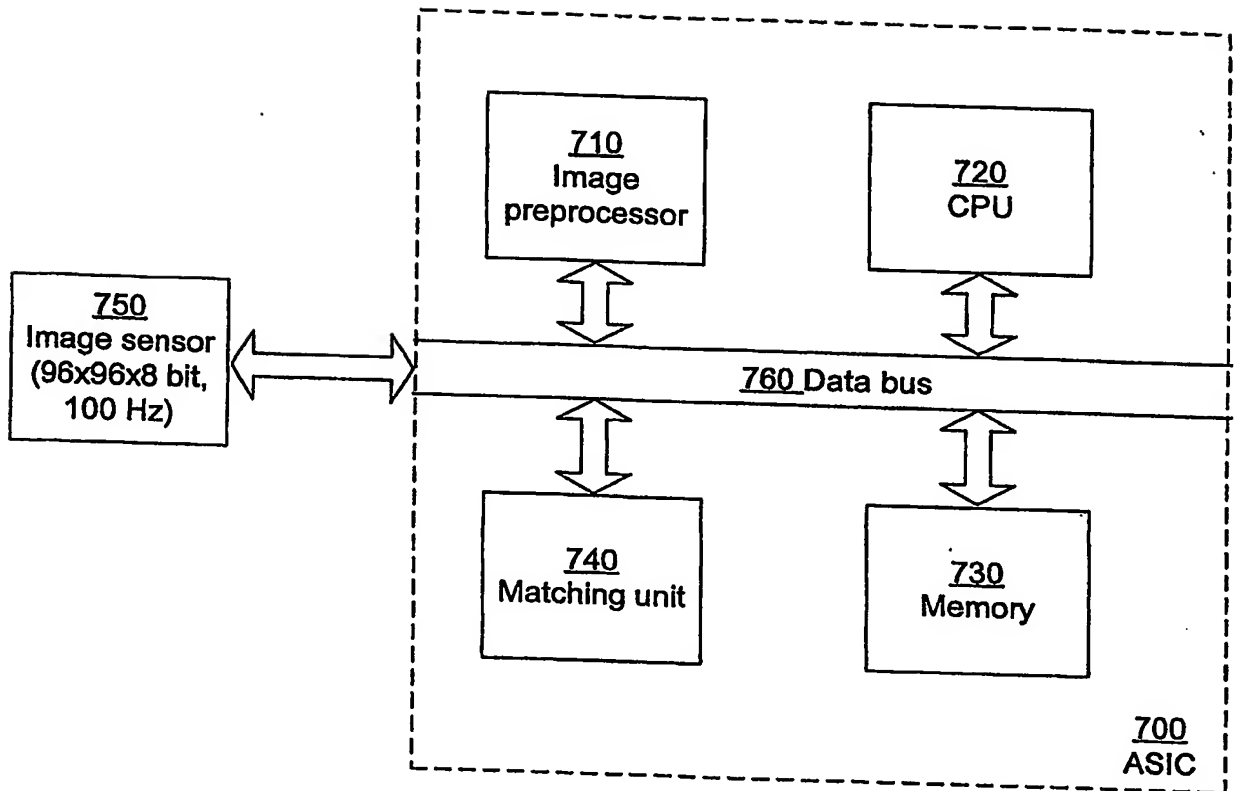 710
Image
preprocessor
720
CPU
750
Image sensor
(96x96x8 bit,
100 Hz)
760 Data bus
740
Matching unit
730
Memory
700
ASIC